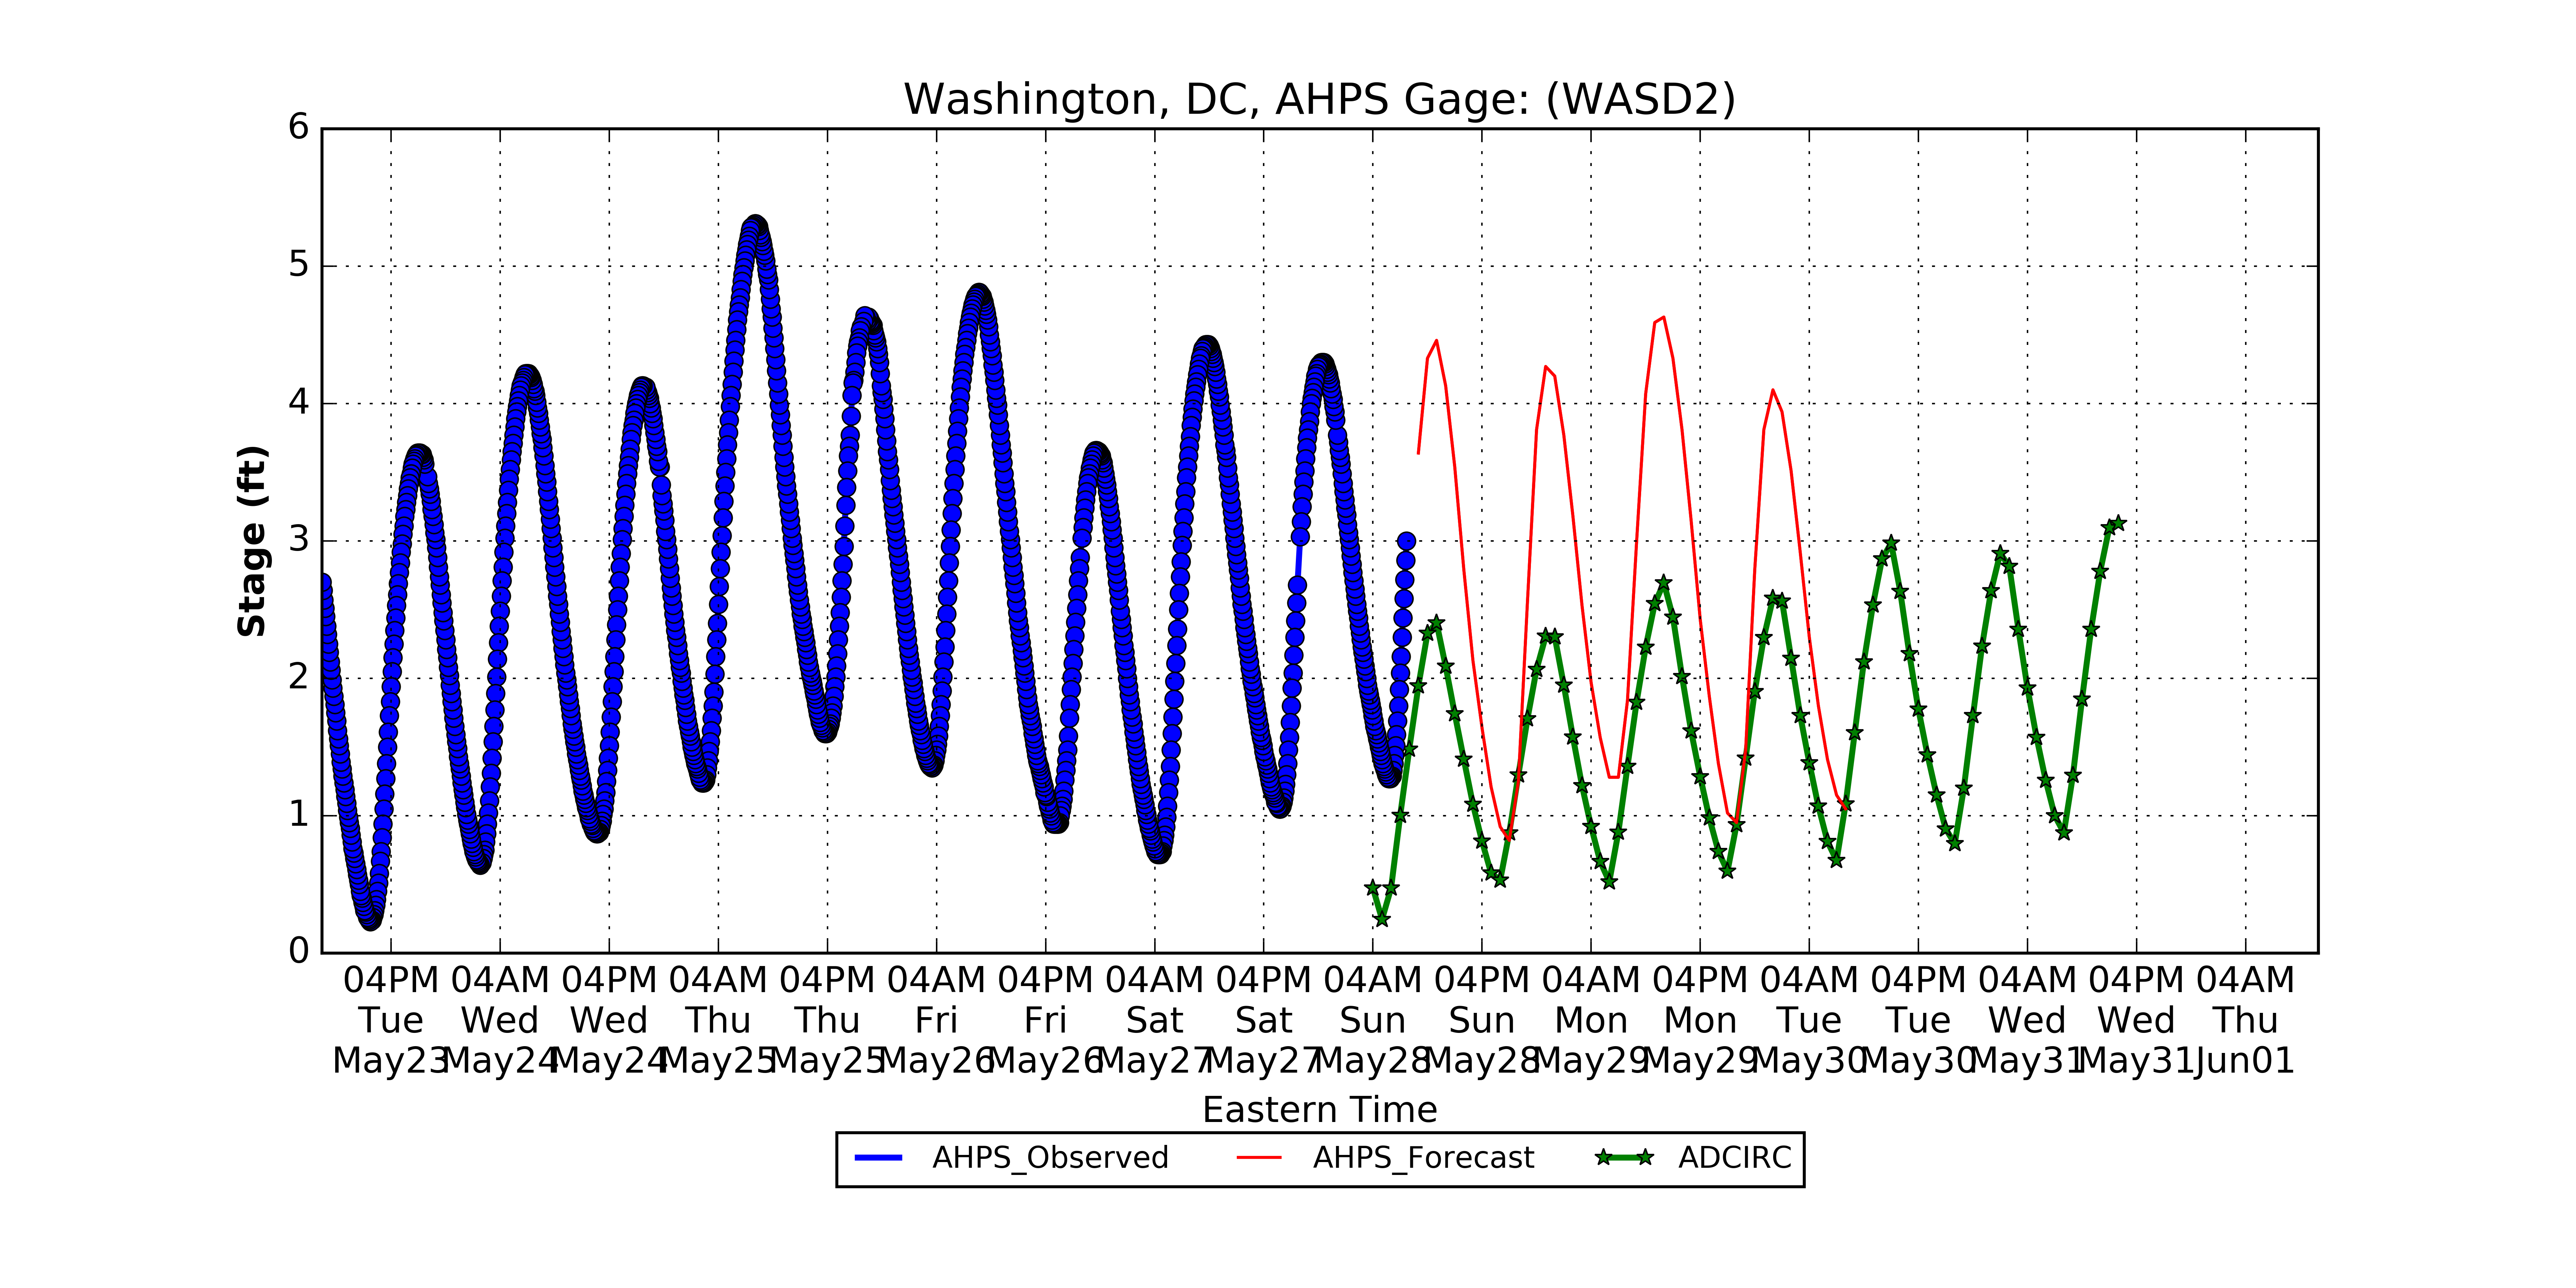 Washington, DC, AHPS Gage: (WASD2)
6
5
4
3
2
1
0
Stage (ft)
04PM 04AM 04PM 04AM 04PM 04AM 04PM 04AM 04PM 04AM 04PM 04AM 04PM 04AM 04PM 04AM 04PM 04AM
Tue Wed Wed Thu Thu Fri Fri Sat Sat Sun Sun Mon Mon Tue Tue Wed Wed Thu
May23 May24 May24 May25 May25 May26 May26 May27 May27 May28 May28 May29 May29 May30 May30 May31 May31 Jun01
Eastern Time
AHPS_Observed AHPS_Forecast ADCIRC